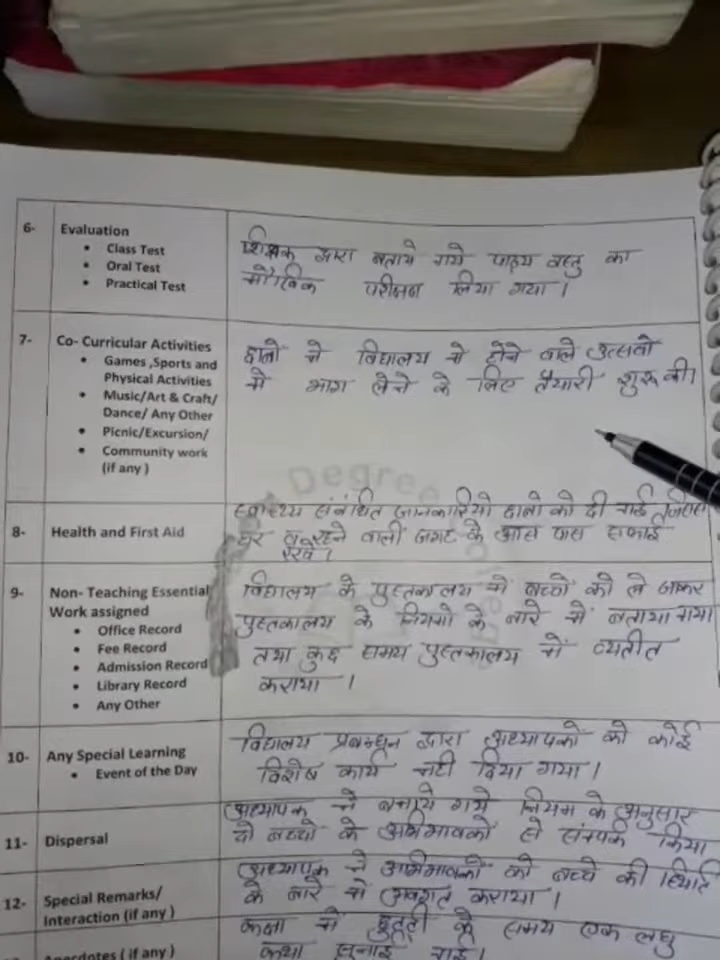 6- Evaluation
• Class Test
• Oral Test
• Practical Test
शिक्षक द्वारा बताये गये पाठ्य वस्तु का
मौखिक परीक्षण लिया गया।
7- Co- Curricular Activities
• Games ,Sports and
Physical Activities
• Music/Art & Craft/
Dance/ Any Other
• Picnic/Excursion/
• Community work
(if any )
छात्रो ने विद्यालय मे होने वाले उत्सवो
मे भाग लेने के लिए तैयारी शुरू की।
Degree
8- Health and First Aid
स्वास्थ्य संबंधित जानकारियो छात्रो को दी गई
घर रहने वाली जगह के आस पास सफाई
रखे।
9- Non- Teaching Essential
Work assigned
• Office Record
• Fee Record
• Admission Record
• Library Record
• Any Other
विद्यालय के पुस्तकालय मे बच्चों को ले जाकर
पुस्तकालय के नियमो के बारे मे बताया गया
तथा कुछ समय पुस्तकालय में व्यतीत
कराया ।
10- Any Special Learning
• Event of the Day
विद्यालय प्रबन्धन द्वारा अध्यापकों को कोई
विशेष कार्य नही दिया गया।
11- Dispersal
अध्यापक ने बनाये गये नियम के अनुसार
दो बच्चो के अभिभावकों से संपर्क किया
12- Special Remarks/
Interaction (if any )
अध्यापक ने अभिभावकों को बच्चे की स्थिति
के बारे मे अवगत कराया।
Anecdotes ( if any)
कक्षा मे छुट्टी के समय एक लघु
कथा सुनाई गई।